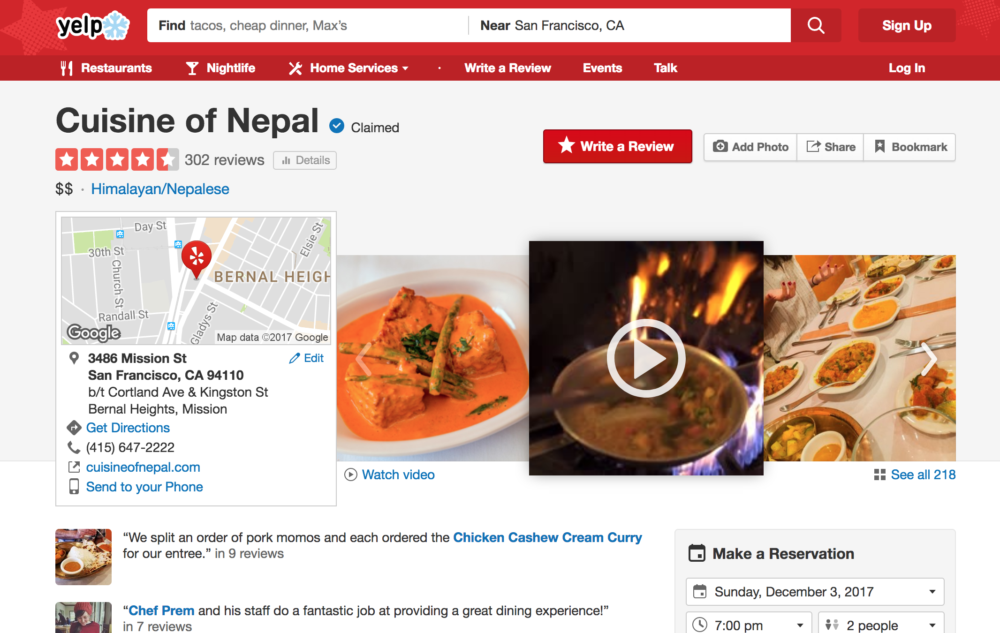 yelp
Find tacos, cheap dinner, Max's
Near San Francisco, CA
Sign Up
Restaurants
Nightlife
Home Services
·
Write a Review
Events
Talk
Log In
Cuisine of Nepal
Claimed
302 reviews
Details
$$ · Himalayan/Nepalese
Write a Review
Add Photo
Share
Bookmark
Day St
30th St
Church St
Randall St
Gladys St
Elsie St
BERNAL HEIGH
Google
Map data ©2017 Google
3486 Mission St
Edit
San Francisco, CA 94110
b/t Cortland Ave & Kingston St
Bernal Heights, Mission
Get Directions
(415) 647-2222
cuisineofnepal.com
Send to your Phone
Watch video
See all 218
“We split an order of pork momos and each ordered the Chicken Cashew Cream Curry
for our entree.” in 9 reviews
“Chef Prem and his staff do a fantastic job at providing a great dining experience!”
in 7 reviews
Make a Reservation
Sunday, December 3, 2017
7:00 pm
2 people